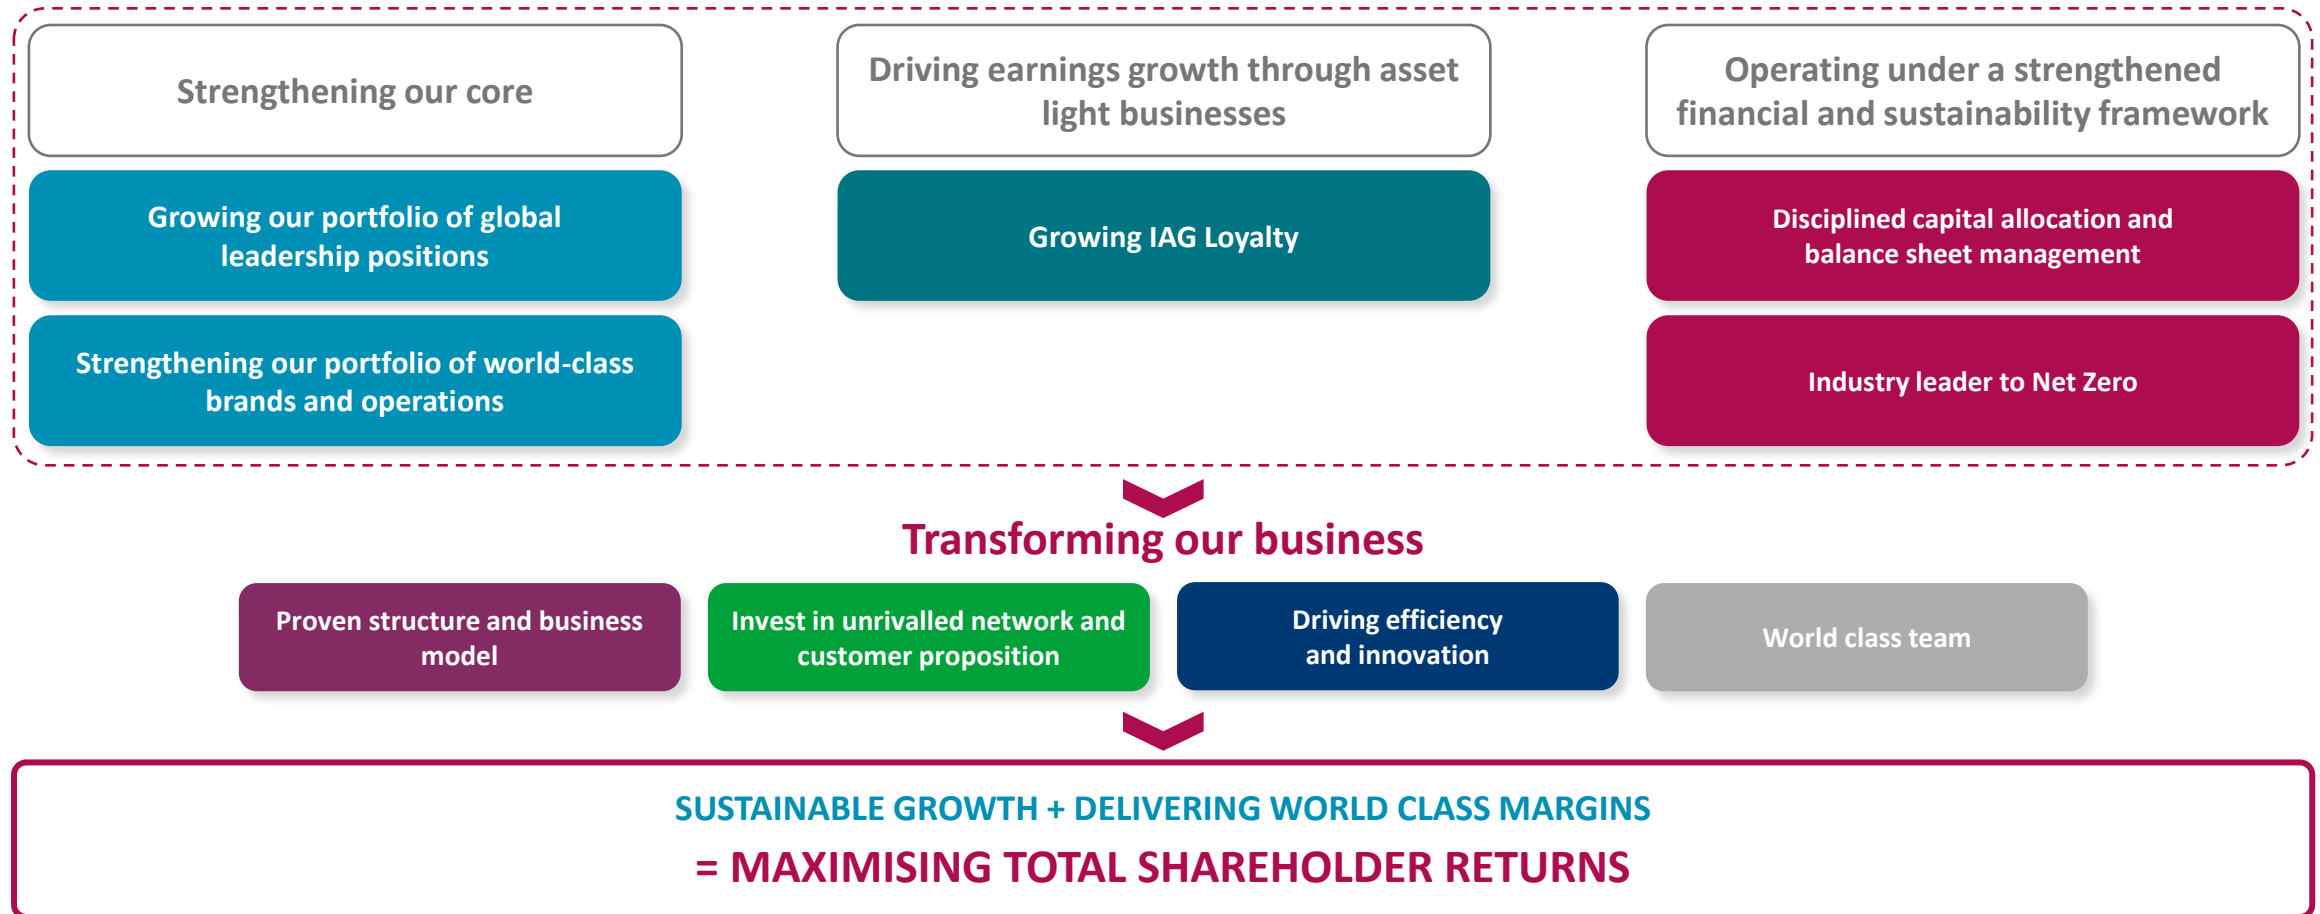 Strengthening our core
Driving earnings growth through asset
light businesses
Operating under a strengthened
financial and sustainability framework
Growing our portfolio of global
leadership positions
Growing IAG Loyalty
Disciplined capital allocation and
balance sheet management
Strengthening our portfolio of world-class
brands and operations
Industry leader to Net Zero
Transforming our business
Proven structure and business
model
Invest in unrivalled network and
customer proposition
Driving efficiency
and innovation
World class team
SUSTAINABLE GROWTH + DELIVERING WORLD CLASS MARGINS
= MAXIMISING TOTAL SHAREHOLDER RETURNS